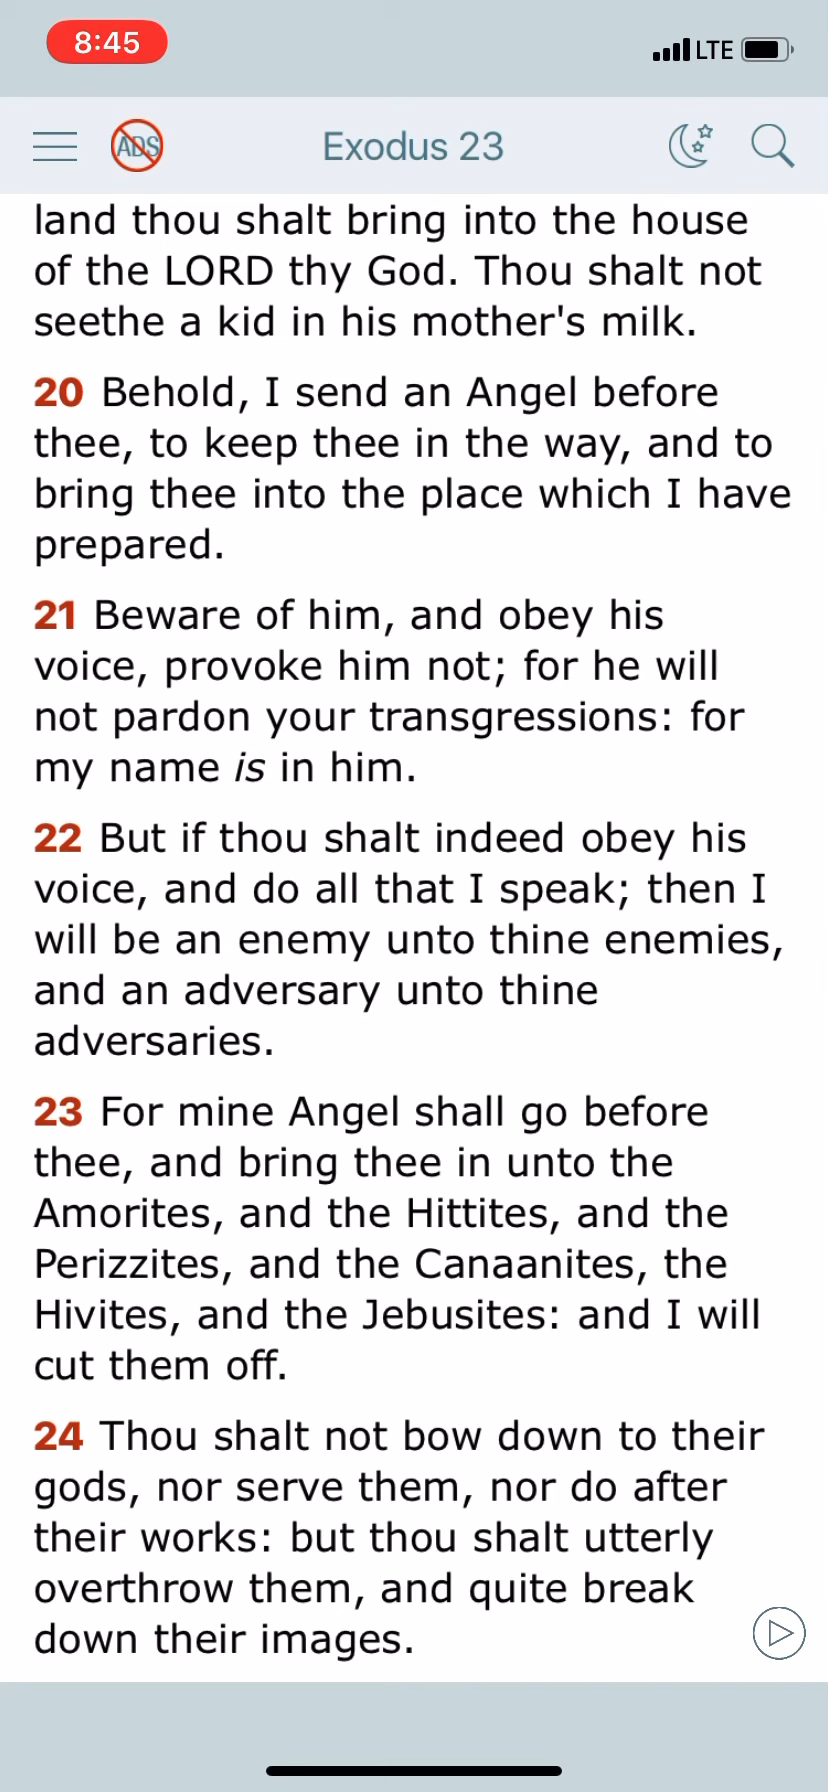 8:45
LTE
ADS
Exodus 23
land thou shalt bring into the house
of the LORD thy God. Thou shalt not
seethe a kid in his mother's milk.
20 Behold, I send an Angel before
thee, to keep thee in the way, and to
bring thee into the place which I have
prepared.
21 Beware of him, and obey his
voice, provoke him not; for he will
not pardon your transgressions: for
my name is in him.
22 But if thou shalt indeed obey his
voice, and do all that I speak; then I
will be an enemy unto thine enemies,
and an adversary unto thine
adversaries.
23 For mine Angel shall go before
thee, and bring thee in unto the
Amorites, and the Hittites, and the
Perizzites, and the Canaanites, the
Hivites, and the Jebusites: and I will
cut them off.
24 Thou shalt not bow down to their
gods, nor serve them, nor do after
their works: but thou shalt utterly
overthrow them, and quite break
down their images.